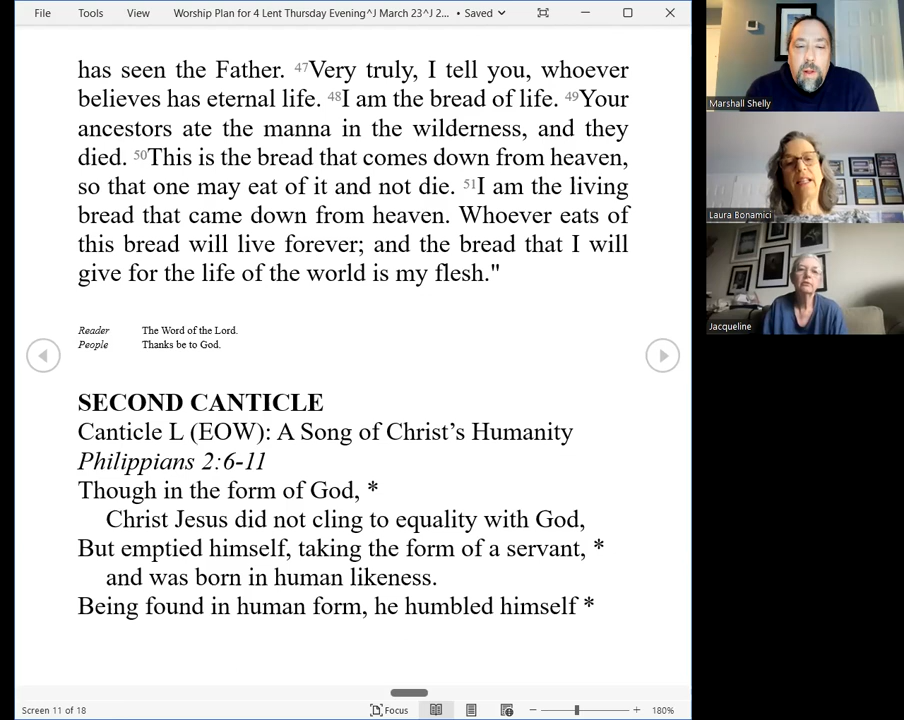 File Tools View Worship Plan for 4 Lent Thursday Evening^J March 23^J 2... • Saved
has seen the Father. 47Very truly, I tell you, whoever
believes has eternal life. 48I am the bread of life. 49Your
ancestors ate the manna in the wilderness, and they
died. 50This is the bread that comes down from heaven,
so that one may eat of it and not die. 51I am the living
bread that came down from heaven. Whoever eats of
this bread will live forever; and the bread that I will
give for the life of the world is my flesh."
Reader The Word of the Lord.
People Thanks be to God.
SECOND CANTICLE
Canticle L (EOW): A Song of Christ’s Humanity
Philippians 2:6-11
Though in the form of God, *
Christ Jesus did not cling to equality with God,
But emptied himself, taking the form of a servant, *
and was born in human likeness.
Being found in human form, he humbled himself *
Screen 11 of 18 Focus 180%
Marshall Shelly
Laura Bonamici
Jacqueline